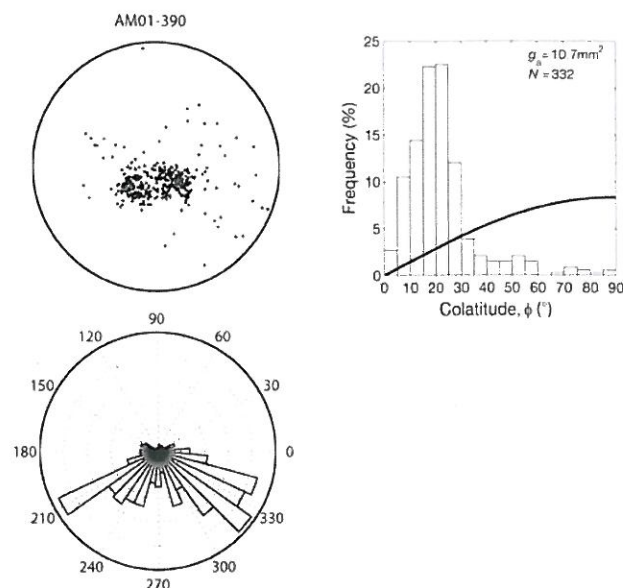 AM01-390
25
20
15
10
5
0
Frequency (%)
gₐ=10.7mm²
N = 332
0 10 20 30 40 50 60 70 80 90
Colatitude, ϕ (°)
90
120 60
150 30
180 0
210 330
240 300
270